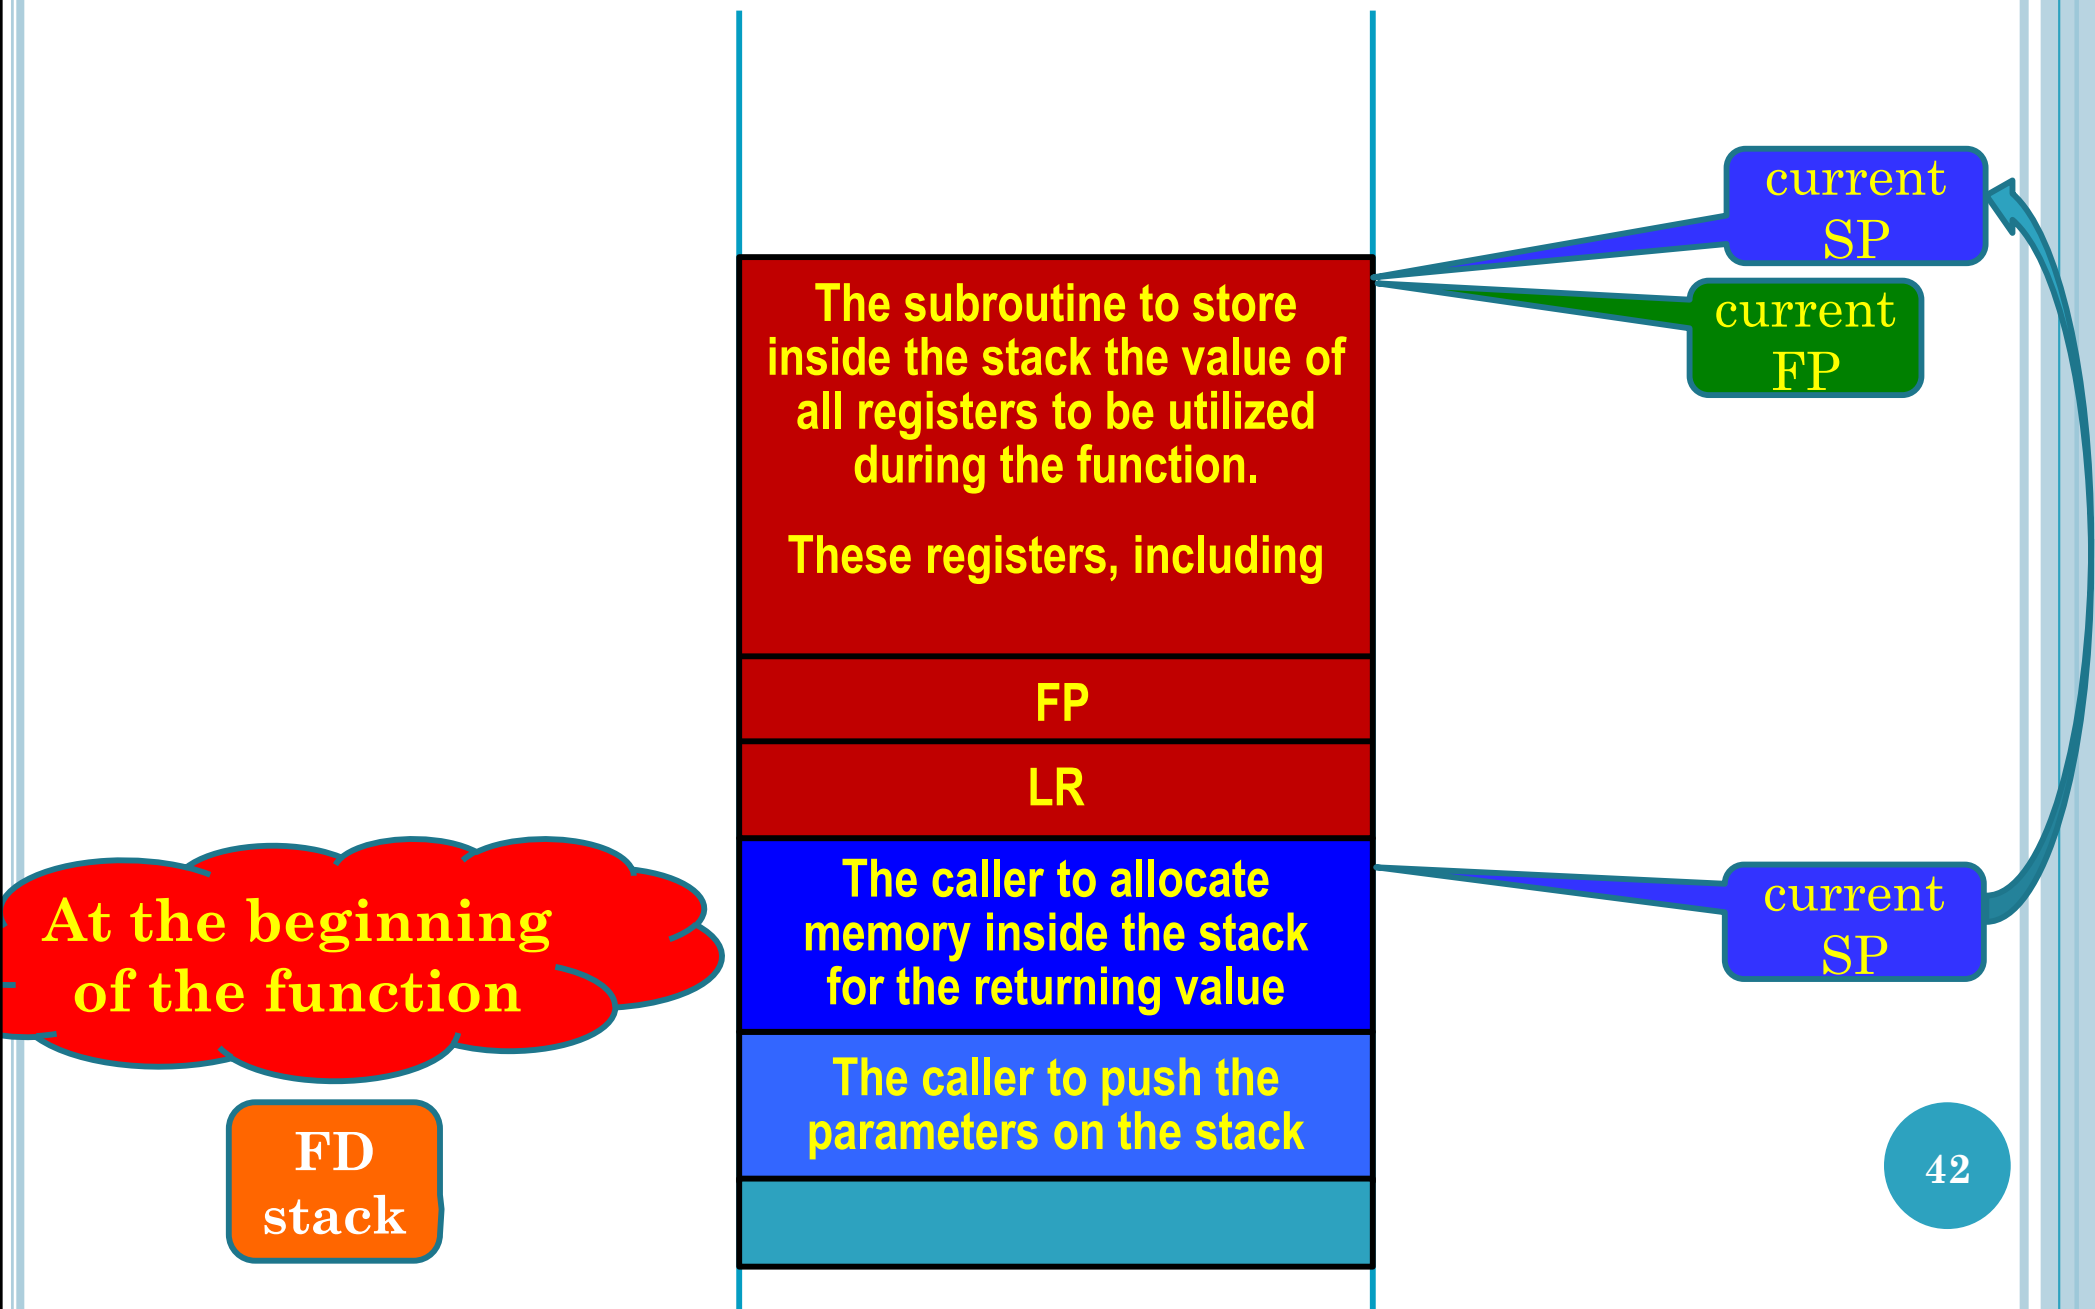 current
SP
current
FP
The subroutine to store
inside the stack the value of
all registers to be utilized
during the function.
These registers, including
FP
LR
The caller to allocate
memory inside the stack
for the returning value
current
SP
At the beginning
of the function
The caller to push the
parameters on the stack
FD
stack
42